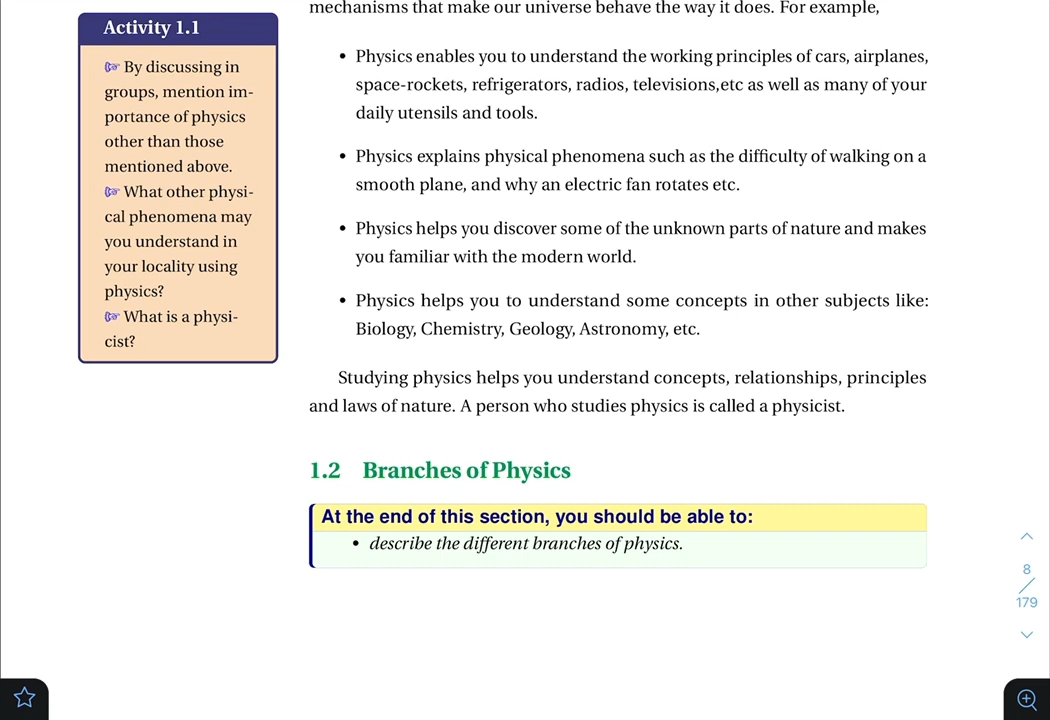 mechanisms that make our universe behave the way it does. For example,
Activity 1.1
☞ By discussing in
groups, mention im-
portance of physics
other than those
mentioned above.
☞ What other physi-
cal phenomena may
you understand in
your locality using
physics?
☞ What is a physi-
cist?
• Physics enables you to understand the working principles of cars, airplanes,
space-rockets, refrigerators, radios, televisions,etc as well as many of your
daily utensils and tools.
• Physics explains physical phenomena such as the difficulty of walking on a
smooth plane, and why an electric fan rotates etc.
• Physics helps you discover some of the unknown parts of nature and makes
you familiar with the modern world.
• Physics helps you to understand some concepts in other subjects like:
Biology, Chemistry, Geology, Astronomy, etc.
Studying physics helps you understand concepts, relationships, principles
and laws of nature. A person who studies physics is called a physicist.
1.2 Branches of Physics
At the end of this section, you should be able to:
• describe the different branches of physics.
8
179